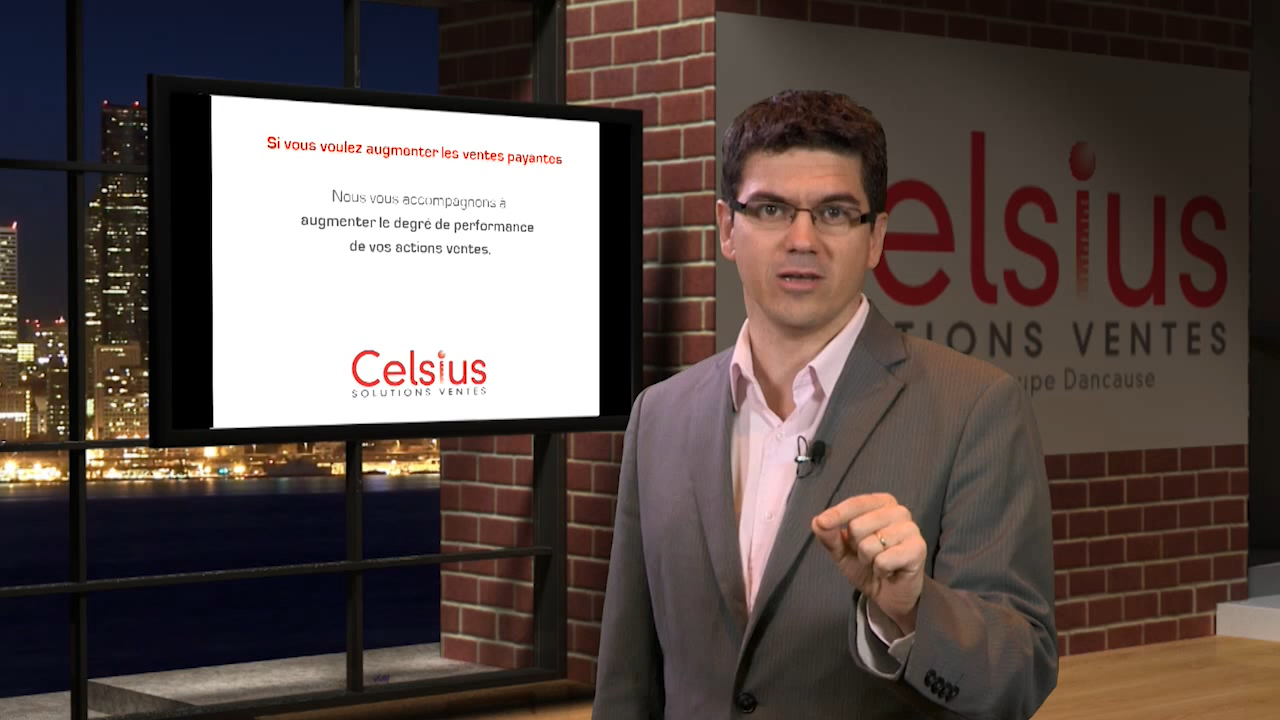 Si vous voulez augmenter les ventes payantes
Nous vous accompagnons à
augmenter le degré de performance
de vos actions ventes.
Celsius
SOLUTIONS VENTES
elsius
TIONS VENTES
upe Dancause